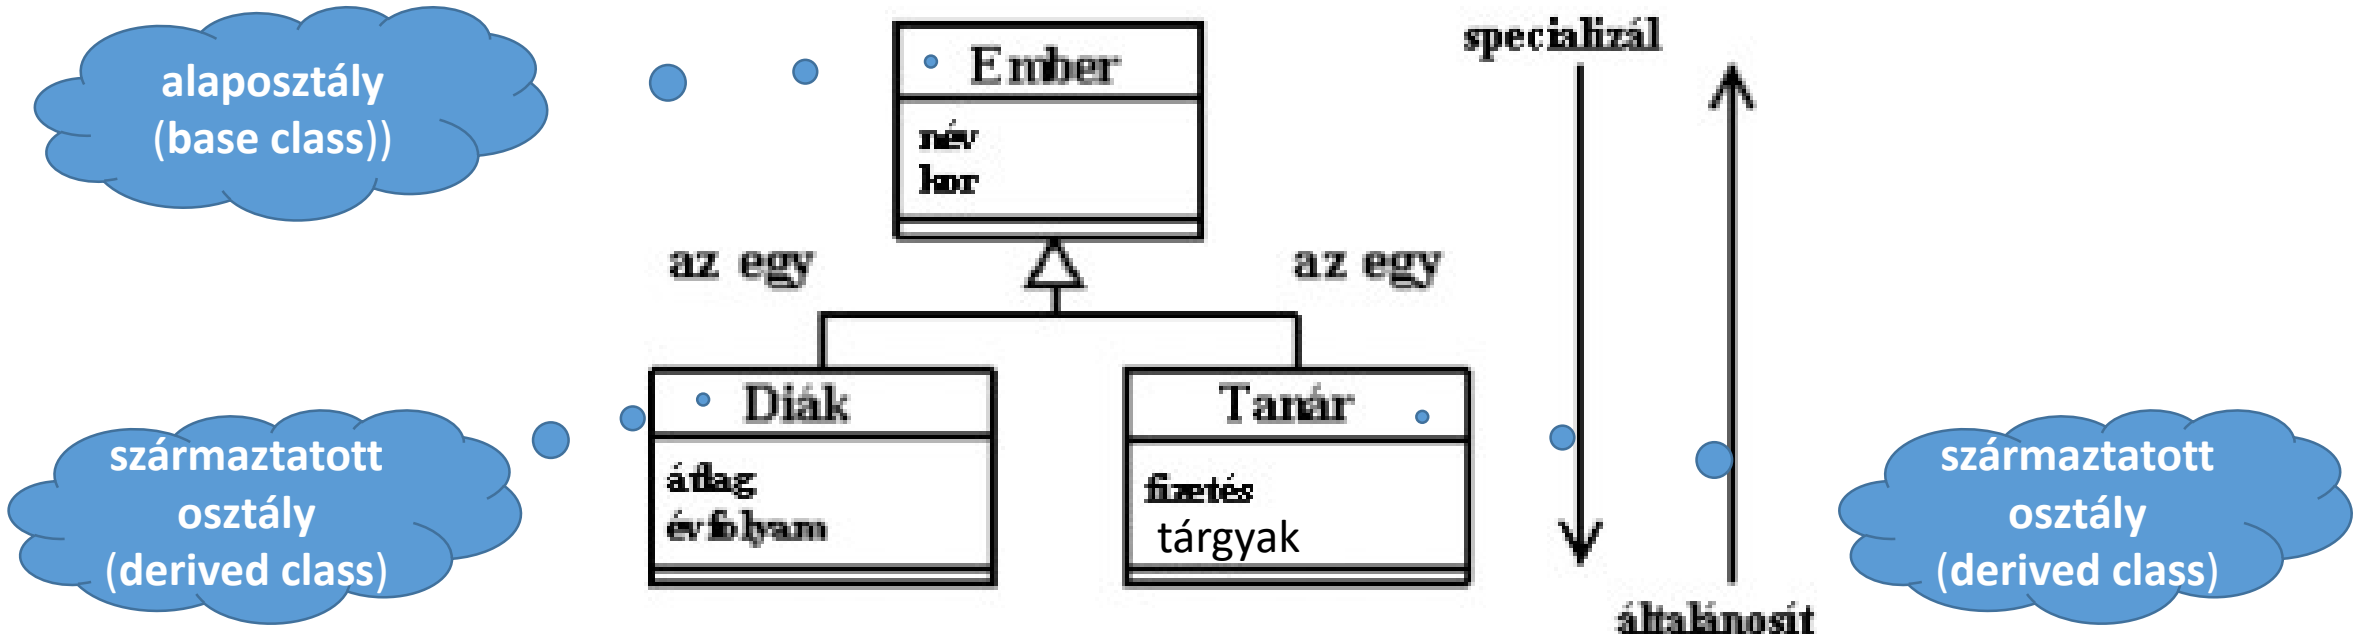 alaposztály
(base class))
Ember
név
kor
specializál
az egy
az egy
Diák
átlag
évfolyam
Tanár
fizetés
tárgyak
származtatott
osztály
(derived class)
származtatott
osztály
(derived class)
általánosít